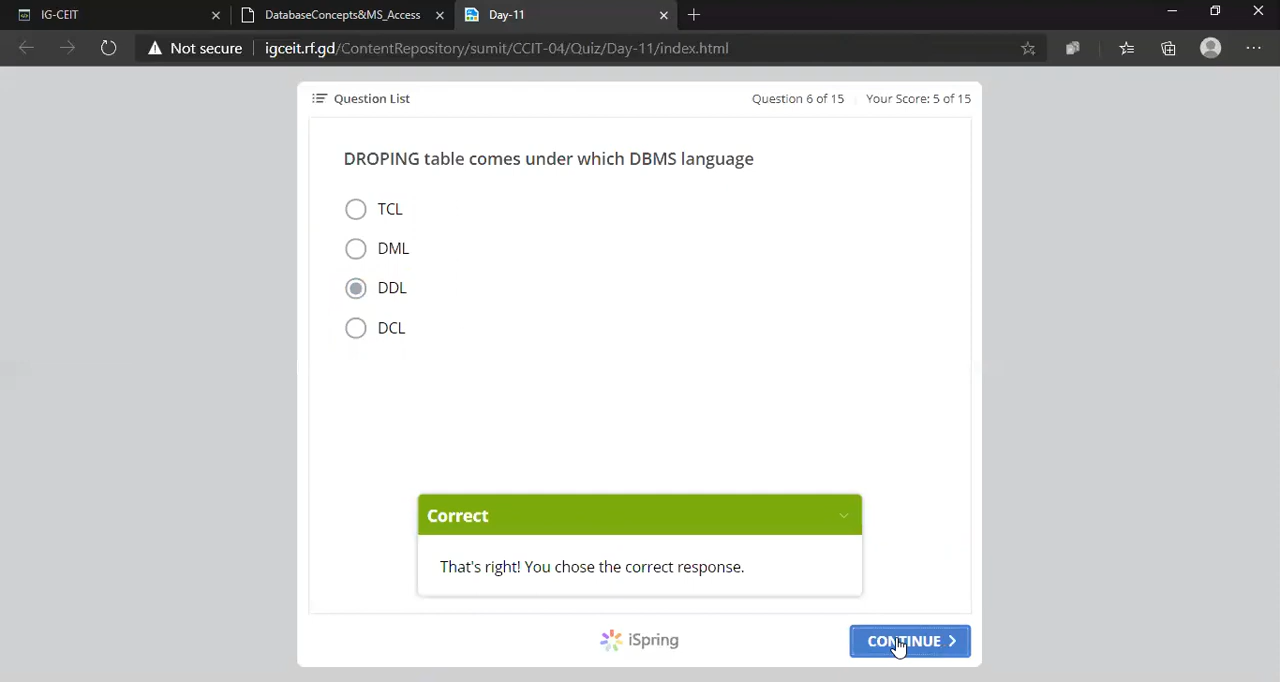 IG-CEIT
DatabaseConcepts&MS_Access
Day-11
Not secure
igceit.rf.gd/ContentRepository/sumit/CCIT-04/Quiz/Day-11/index.html
Question List
Question 6 of 15
Your Score: 5 of 15
DROPING table comes under which DBMS language
TCL
DML
DDL
DCL
Correct
That's right! You chose the correct response.
iSpring
CONTINUE